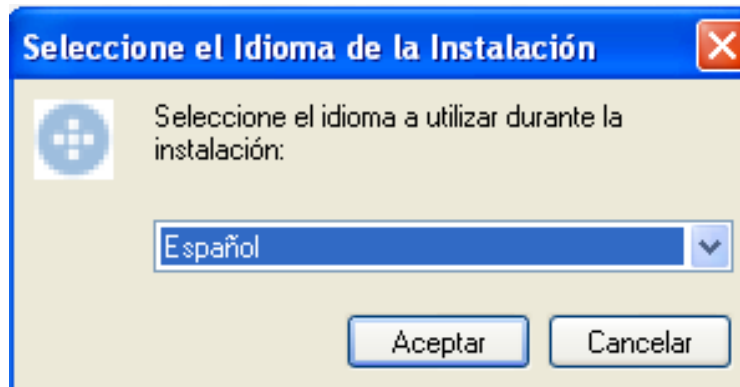 Seleccione el Idioma de la Instalación
Seleccione el idioma a utilizar durante la
instalación:
Español
Aceptar
Cancelar